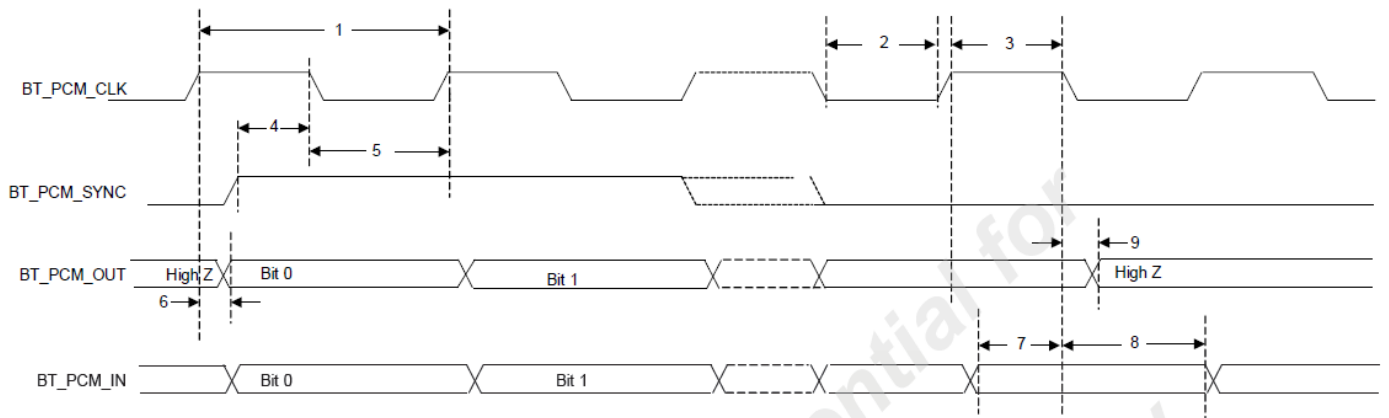 1
2
3
BT_PCM_CLK
4
5
BT_PCM_SYNC
9
BT_PCM_OUT
High Z
Bit 0
Bit 1
High Z
6
7
8
BT_PCM_IN
Bit 0
Bit 1
for